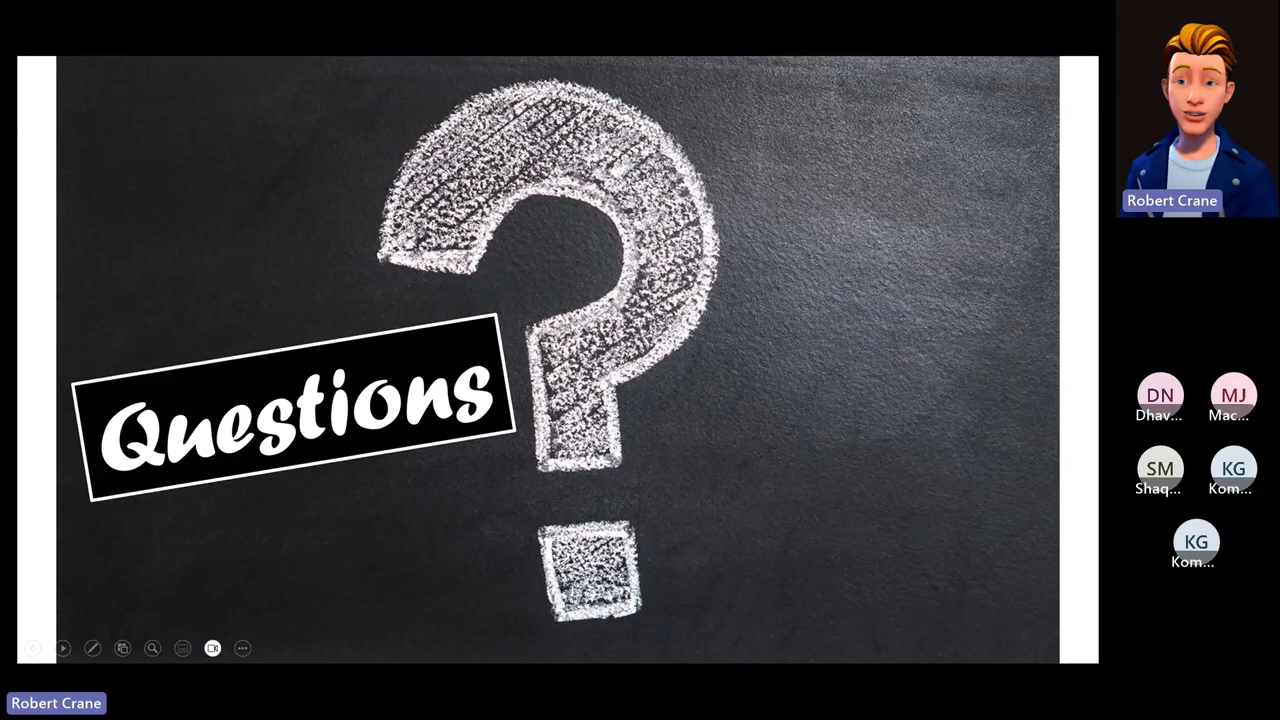 Questions
Robert Crane
DN
MJ
Dhav...
Mac...
SM
KG
Shaq...
Kom...
KG
Kom...
Robert Crane